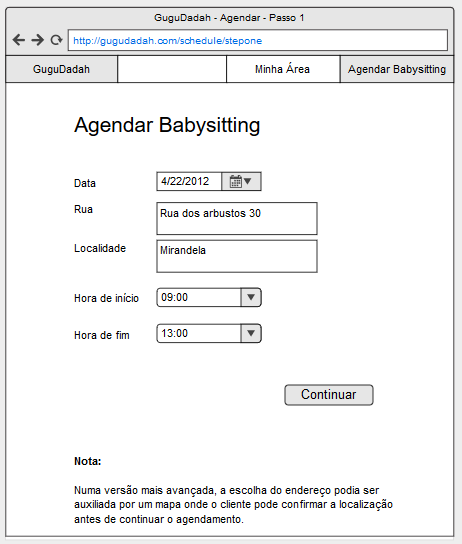 GuguDadah - Agendar - Passo 1
http://gugudadah.com/schedule/stepone
GuguDadah
Minha Área
Agendar Babysitting
Agendar Babysitting
Data
4/22/2012
Rua
Rua dos arbustos 30
Localidade
Mirandela
Hora de início
09:00
Hora de fim
13:00
Continuar
Nota:
Numa versão mais avançada, a escolha do endereço podia ser
auxiliada por um mapa onde o cliente pode confirmar a localização
antes de continuar o agendamento.